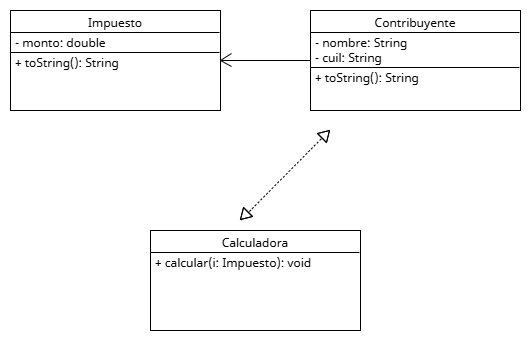 Impuesto
- monto: double
+ toString(): String
Contribuyente
- nombre: String
- cuil: String
+ toString(): String
Calculadora
+ calcular(i: Impuesto): void